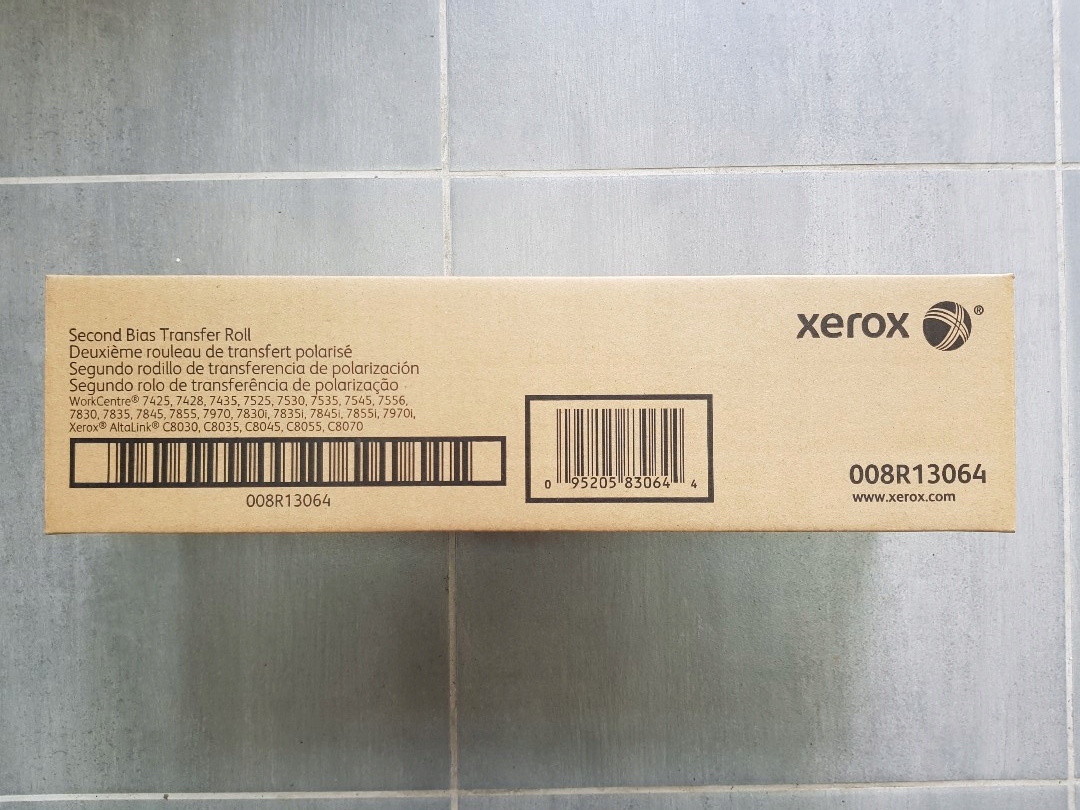 Second Bias Transfer Roll
Deuxième rouleau de transfert polarisé
Segundo rodillo de transferencia de polarización
Segundo rolo de transferência de polarização
WorkCentre® 7425, 7428, 7435, 7525, 7530, 7535, 7545, 7556,
7830, 7835, 7845, 7855, 7970, 7830i, 7835i, 7845i, 7855i, 7970i,
Xerox® AltaLink® C8030, C8035, C8045, C8055, C8070
008R13064
0 95205 83064 4
xerox ®
008R13064
www.xerox.com